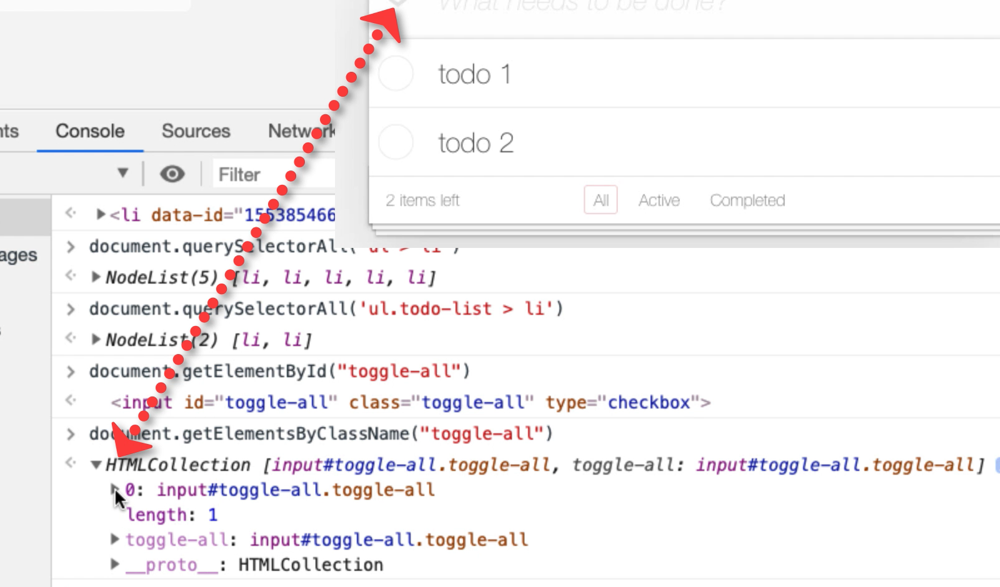 What needs to be done?
todo 1
todo 2
2 items left All Active Completed
nts Console Sources Network
▼ Filter
<li data-id="155385466
document.querySelectorAll('ul > li')
NodeList(5) [li, li, li, li, li]
document.querySelectorAll('ul.todo-list > li')
NodeList(2) [li, li]
document.getElementById("toggle-all")
<input id="toggle-all" class="toggle-all" type="checkbox">
document.getElementsByClassName("toggle-all")
HTMLCollection [input#toggle-all.toggle-all, toggle-all: input#toggle-all.toggle-all]
0: input#toggle-all.toggle-all
length: 1
toggle-all: input#toggle-all.toggle-all
__proto__: HTMLCollection
ages